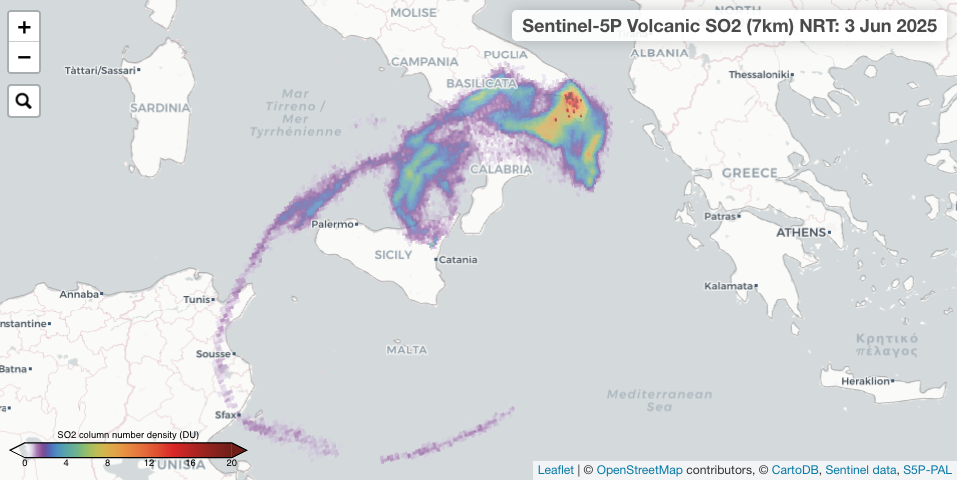 +
−
Sentinel-5P Volcanic SO2 (7km) NRT: 3 Jun 2025
MOLISE
NORTH
PUGLIA
CAMPANIA
ALBANIA
Tàttari/Sassari
Thessaloniki
BASILICATA
SARDINIA
Mar
Tirreno /
Mer
Tyrrhénienne
CALABRIA
GREECE
Patras
Palermo
ATHENS
SICILY
Catania
Kalamata
Annaba
Tunis
nstantine
Κρητικό
πέλαγος
MALTA
Sousse
Batna
Heraklion
Mediterranean
Sea
ra
Sfax
SO2 column number density (DU)
0 4 8 12 16 20
TUNISIA
Leaflet | © OpenStreetMap contributors, © CartoDB, Sentinel data, S5P-PAL